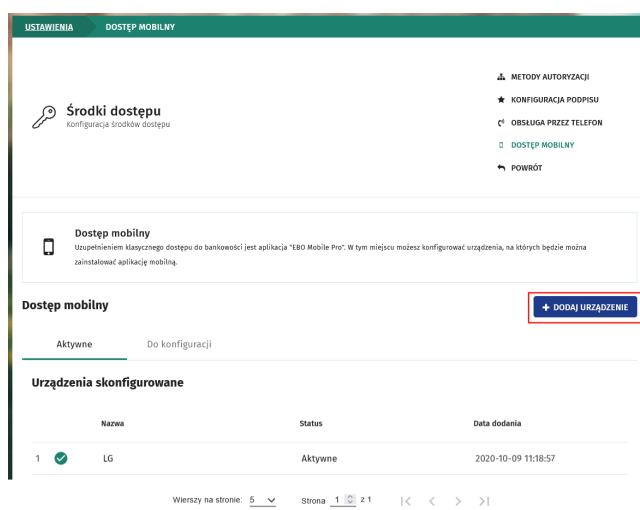 USTAWIENIA DOSTĘP MOBILNY
METODY AUTORYZACJI
KONFIGURACJA PODPISU
Środki dostępu
Konfiguracja środków dostępu
OBSŁUGA PRZEZ TELEFON
DOSTĘP MOBILNY
POWRÓT
Dostęp mobilny
Uzupełnieniem klasycznego dostępu do bankowości jest aplikacja "EBO Mobile Pro". W tym miejscu możesz konfigurować urządzenia, na których będzie można
zainstalować aplikację mobilną.
Dostęp mobilny
+ DODAJ URZĄDZENIE
Aktywne Do konfiguracji
Urządzenia skonfigurowane
Nazwa Status Data dodania
1 LG Aktywne 2020-10-09 11:18:57
Wierszy na stronie: 5 Strona 1 z 1